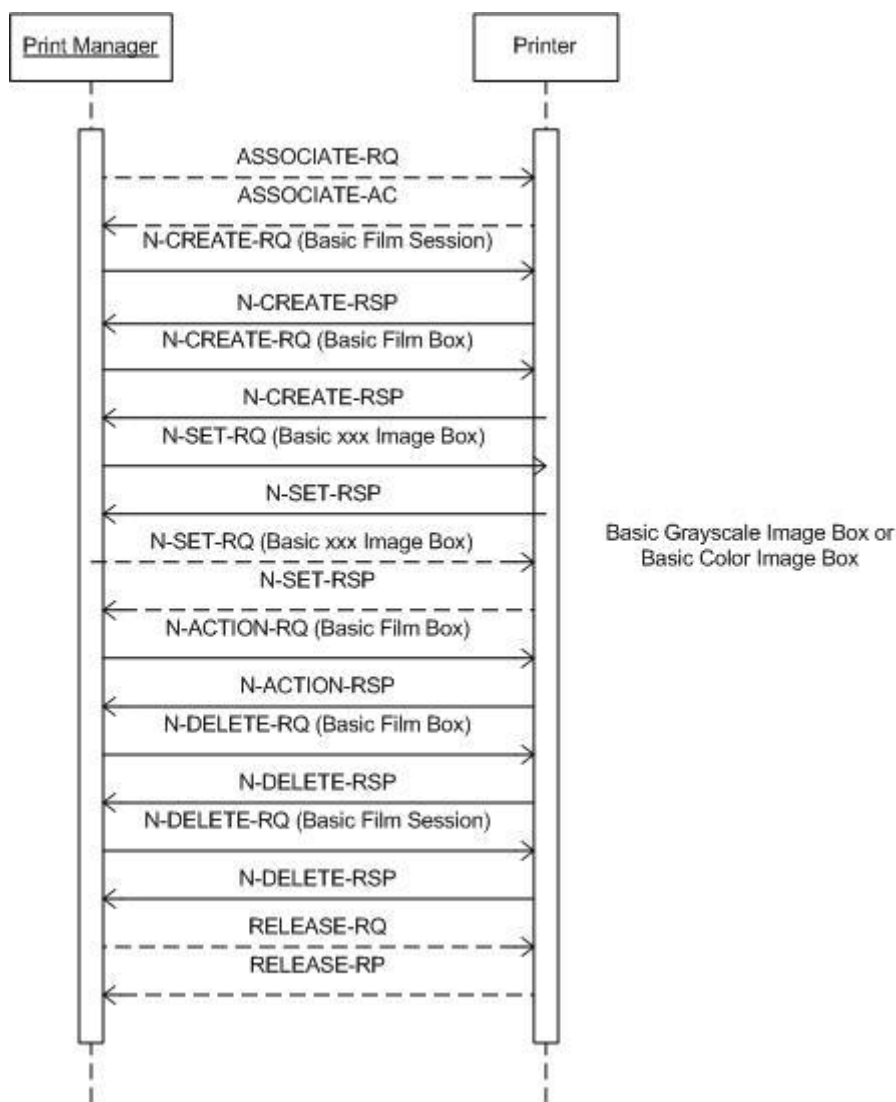 Print Manager
Printer
ASSOCIATE-RQ
ASSOCIATE-AC
N-CREATE-RQ (Basic Film Session)
N-CREATE-RSP
N-CREATE-RQ (Basic Film Box)
N-CREATE-RSP
N-SET-RQ (Basic xxx Image Box)
N-SET-RSP
N-SET-RQ (Basic xxx Image Box)
Basic Grayscale Image Box or
Basic Color Image Box
N-SET-RSP
N-ACTION-RQ (Basic Film Box)
N-ACTION-RSP
N-DELETE-RQ (Basic Film Box)
N-DELETE-RSP
N-DELETE-RQ (Basic Film Session)
N-DELETE-RSP
RELEASE-RQ
RELEASE-RP